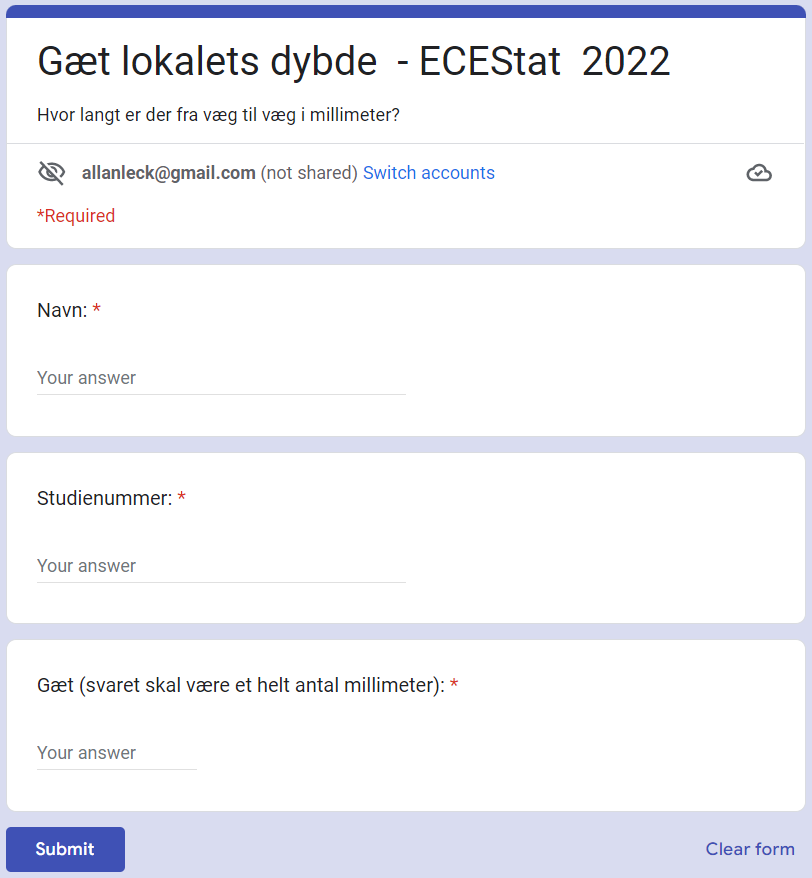 Gæt lokalets dybde - ECEStat 2022
Hvor langt er der fra væg til væg i millimeter?
allanleck@gmail.com (not shared) Switch accounts
*Required
Navn: *
Your answer
Studienummer: *
Your answer
Gæt (svaret skal være et helt antal millimeter): *
Your answer
Submit
Clear form